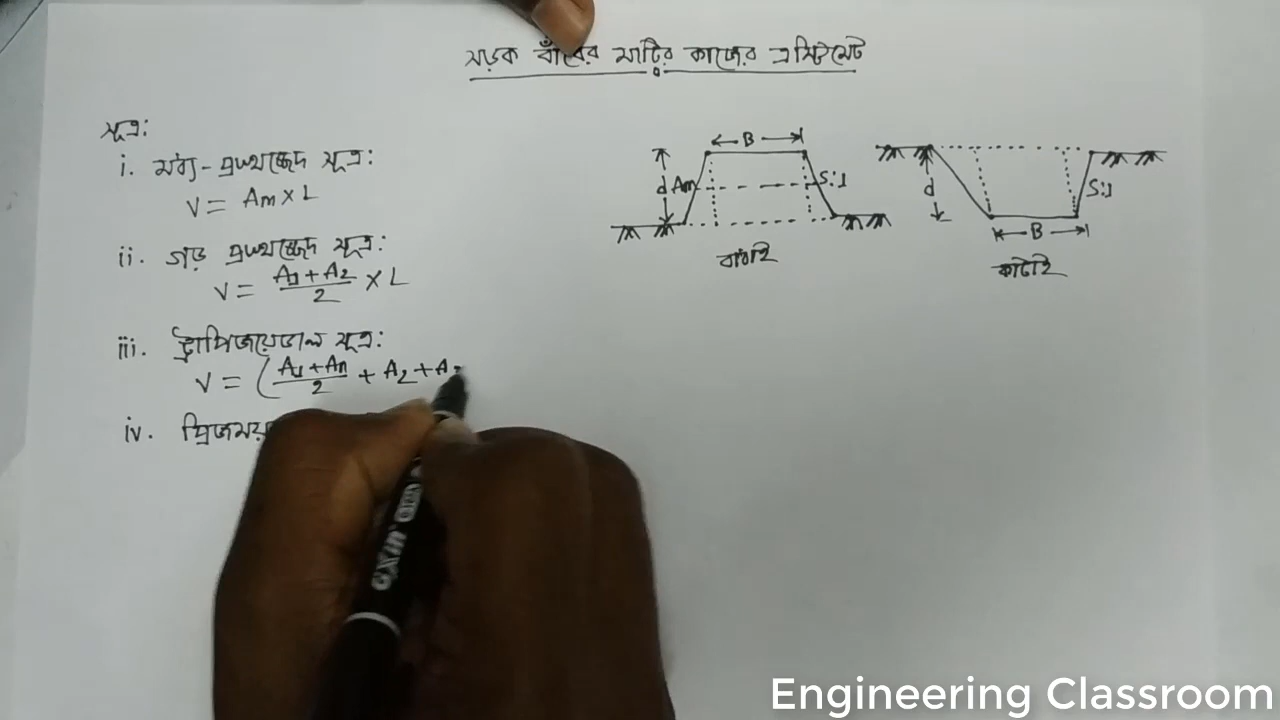 সড়ক বাঁধের মাটির কাজের এস্টিমেট
সূত্র:
i. মধ্য-প্রস্থচ্ছেদ সূত্র:
V = Am × L
ii. গড় প্রস্থচ্ছেদ সূত্র:
V = (A1 + A2)/2 × L
iii. ট্রাপিজয়েডাল সূত্র:
V = ((A1 + An)/2 + A2 + A
iv.
B
d Am S:1
d S:1
B
কাটাই
oxin
Engineering Classroom